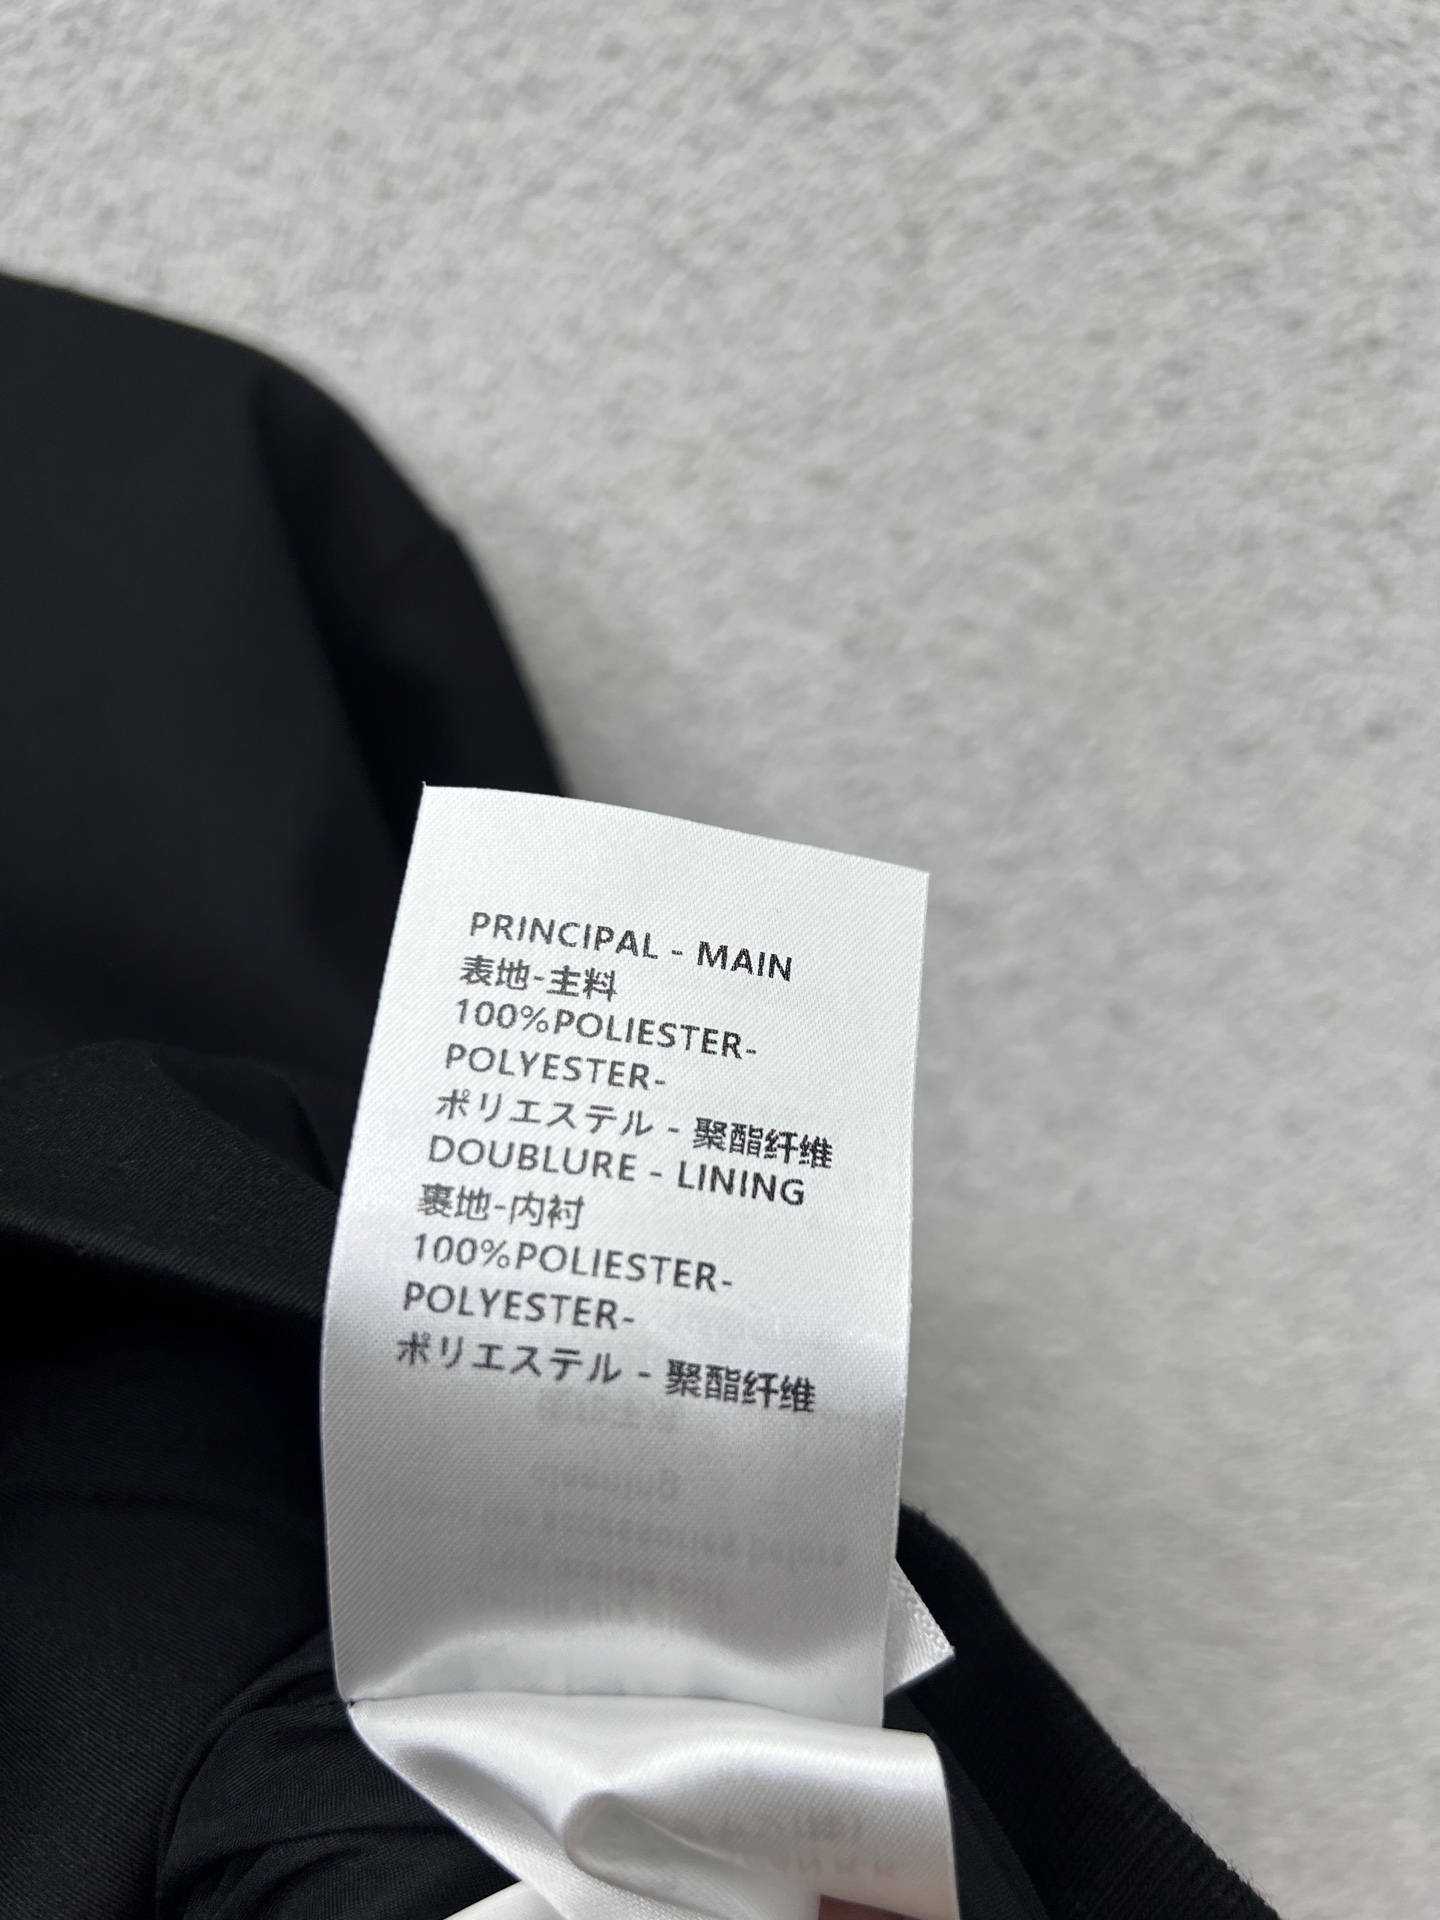 PRINCIPAL - MAIN
表地-主料
100%POLIESTER-
POLYESTER-
ポリエステル - 聚酯纤维
DOUBLURE - LINING
裏地-内衬
100%POLIESTER-
POLYESTER-
ポリエステル - 聚酯纤维